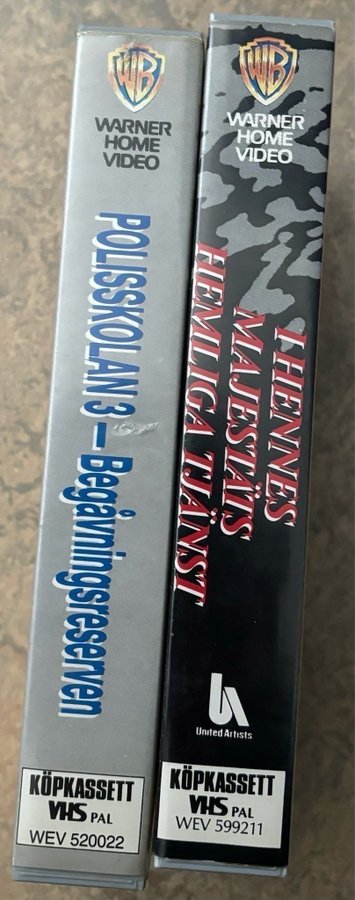 WB
WARNER
HOME
VIDEO
POLISSKOLAN 3 – Begåvningsreserven
KÖPKASSETT
VHS PAL
WEV 520022
WB
WARNER
HOME
VIDEO
I HENNES
MAJESTÄTS
HEMLIGA TJÄNST
United Artists
KÖPKASSETT
VHS PAL
WEV 599211